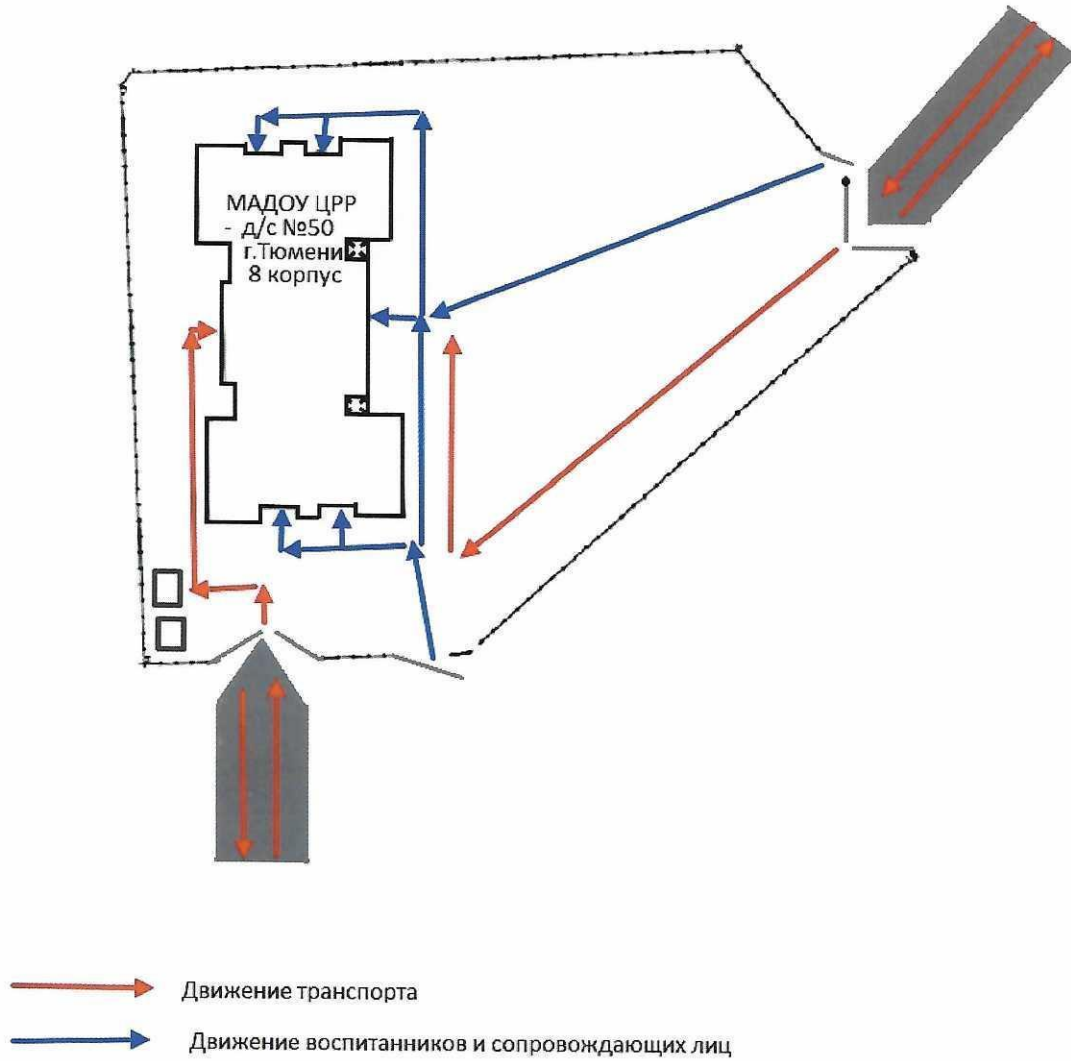 МАДОУ ЦРР
- д/с №50
г.Тюмени
8 корпус
Движение транспорта
Движение воспитанников и сопровождающих лиц